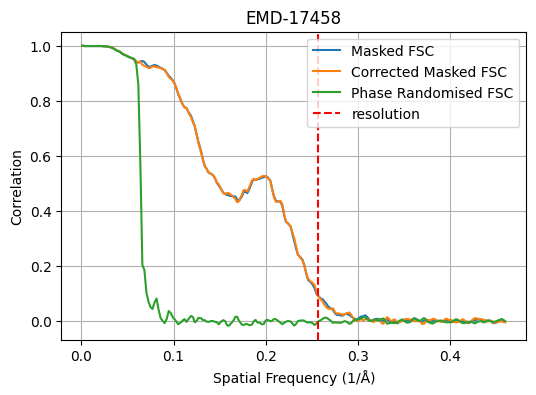 EMD-17458
Masked FSC
Corrected Masked FSC
Phase Randomised FSC
resolution
Correlation
1.0
0.8
0.6
0.4
0.2
0.0
0.0 0.1 0.2 0.3 0.4
Spatial Frequency (1/Å)